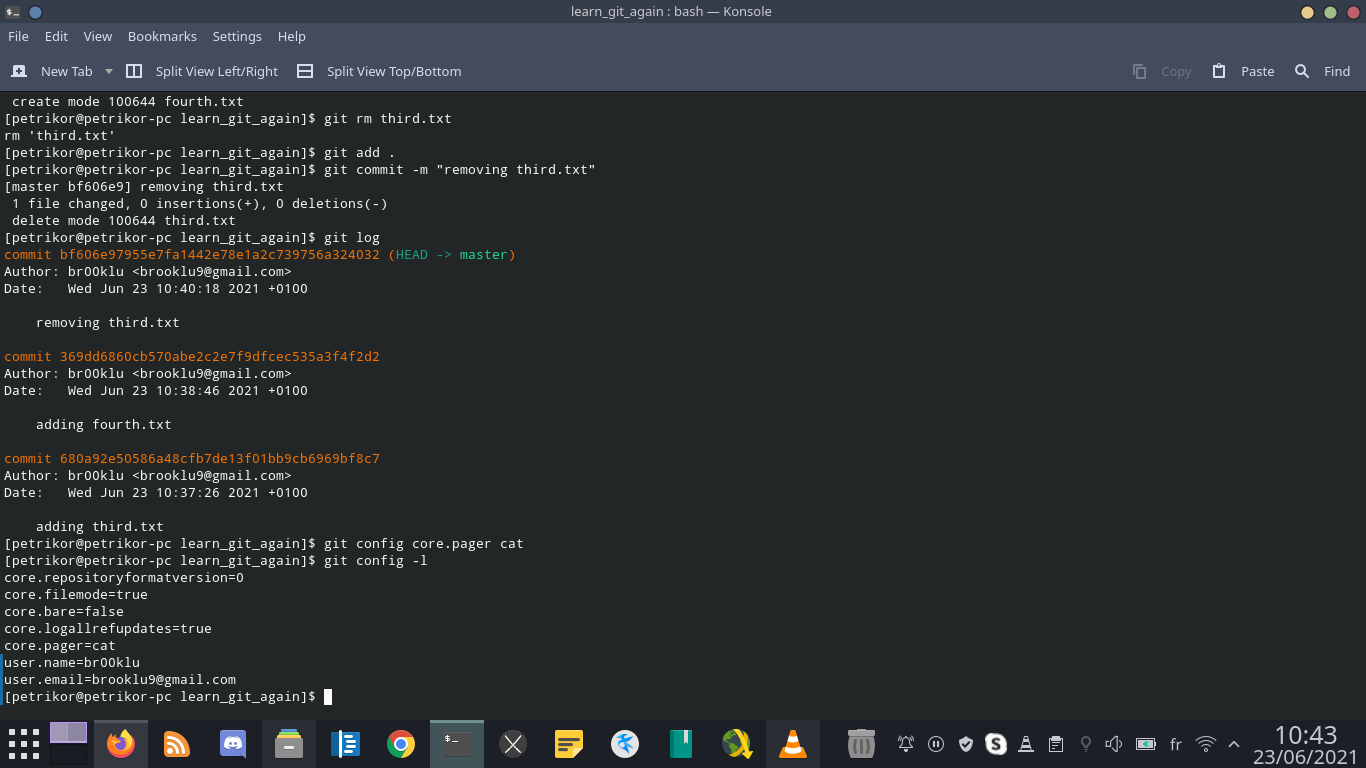 learn_git_again : bash — Konsole
File Edit View Bookmarks Settings Help
New Tab Split View Left/Right Split View Top/Bottom Copy Paste Find
create mode 100644 fourth.txt
[petrikor@petrikor-pc learn_git_again]$ git rm third.txt
rm 'third.txt'
[petrikor@petrikor-pc learn_git_again]$ git add .
[petrikor@petrikor-pc learn_git_again]$ git commit -m "removing third.txt"
[master bf606e9] removing third.txt
1 file changed, 0 insertions(+), 0 deletions(-)
delete mode 100644 third.txt
[petrikor@petrikor-pc learn_git_again]$ git log
commit bf606e97955e7fa1442e78e1a2c739756a324032 (HEAD -> master)
Author: br00klu <brooklu9@gmail.com>
Date:   Wed Jun 23 10:40:18 2021 +0100
removing third.txt
commit 369dd6860cb570abe2c2e7f9dfcec535a3f4f2d2
Author: br00klu <brooklu9@gmail.com>
Date:   Wed Jun 23 10:38:46 2021 +0100
adding fourth.txt
commit 680a92e50586a48cfb7de13f01bb9cb6969bf8c7
Author: br00klu <brooklu9@gmail.com>
Date:   Wed Jun 23 10:37:26 2021 +0100
adding third.txt
[petrikor@petrikor-pc learn_git_again]$ git config core.pager cat
[petrikor@petrikor-pc learn_git_again]$ git config -l
core.repositoryformatversion=0
core.filemode=true
core.bare=false
core.logallrefupdates=true
core.pager=cat
user.name=br00klu
user.email=brooklu9@gmail.com
[petrikor@petrikor-pc learn_git_again]$
fr
10:43
23/06/2021